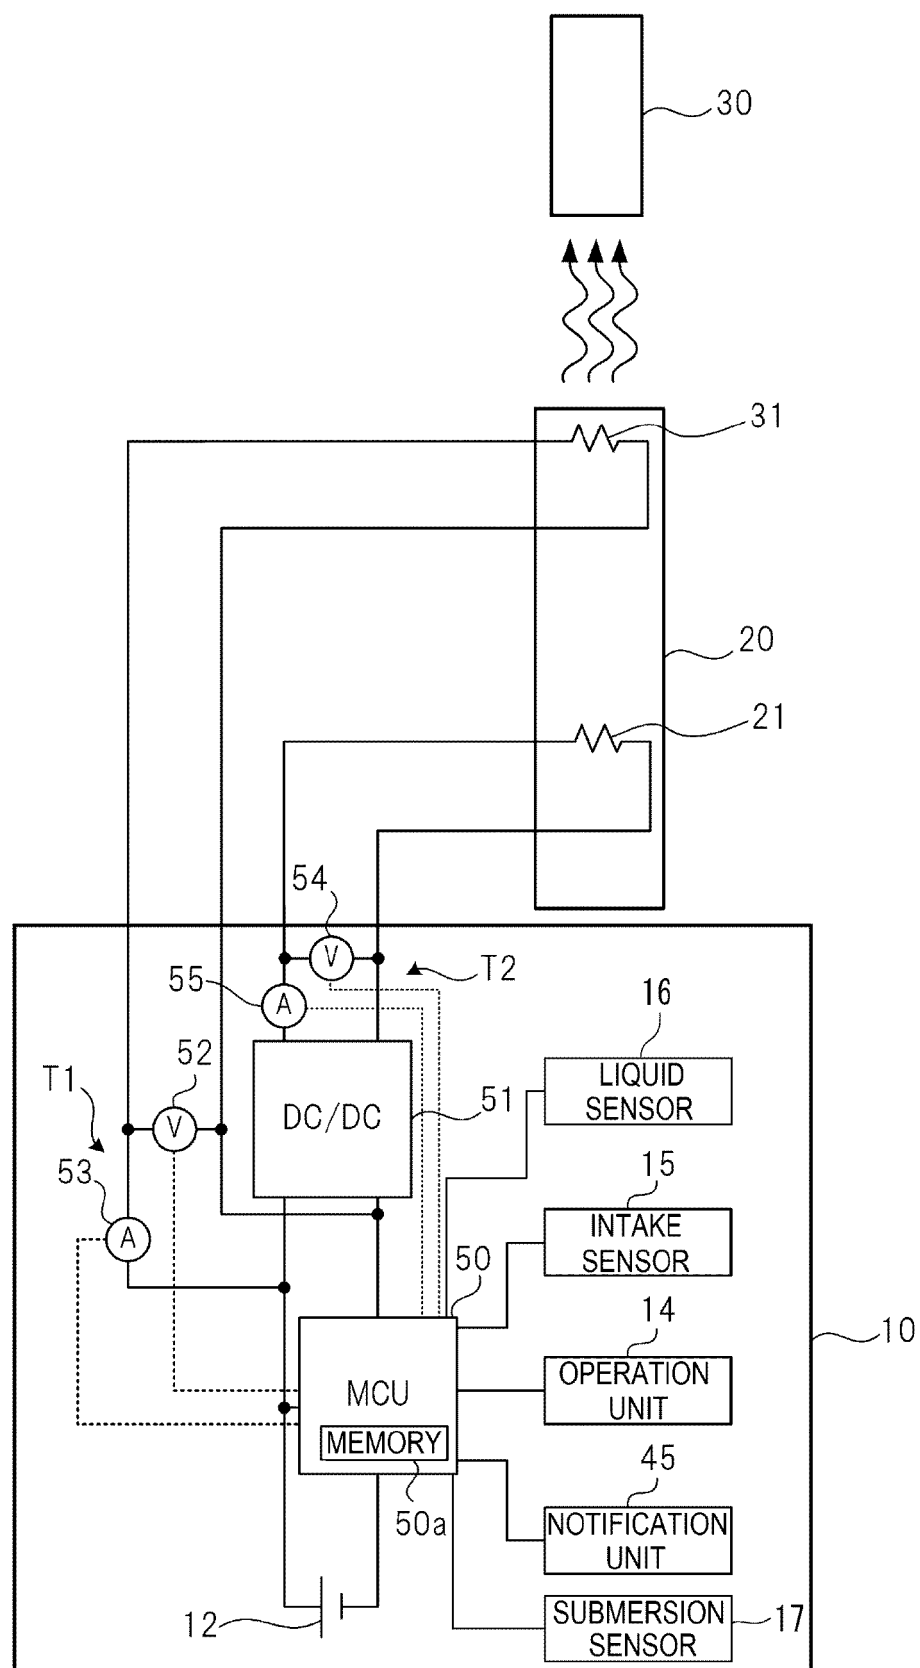 30
31
20
21
54
V
T2
55
A
16
LIQUID
SENSOR
52
T1
V
DC/DC
51
53
A
15
INTAKE
SENSOR
50
14
OPERATION
UNIT
10
MCU
MEMORY
50a
45
NOTIFICATION
UNIT
12
SUBMERSION
SENSOR
17